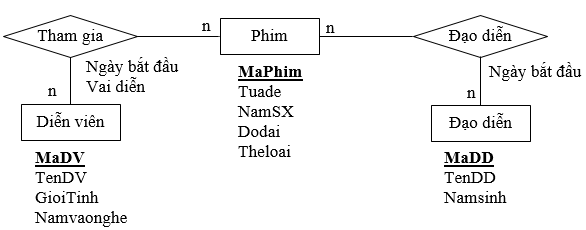 Tham gia
n
Phim
n
Đạo diễn
Ngày bắt đầu
Vai diễn
n
Diễn viên
MaDV
TenDV
GioiTinh
Namvaonghe
MaPhim
Tuade
NamSX
Dodai
Theloai
Ngày bắt đầu
n
Đạo diễn
MaDD
TenDD
Namsinh